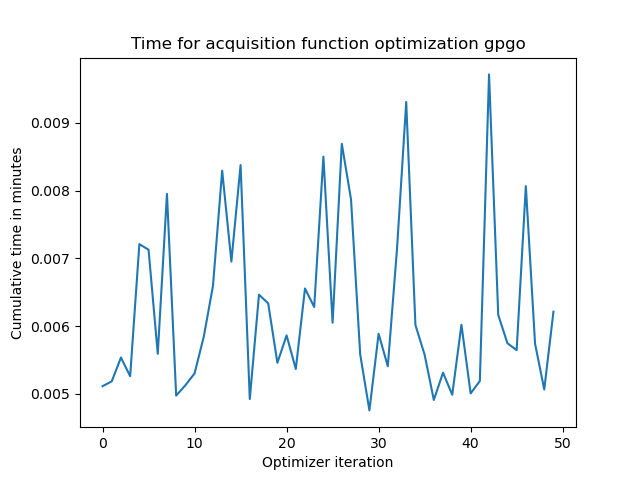 Time for acquisition function optimization gpgo
Cumulative time in minutes
0.009
0.008
0.007
0.006
0.005
0 10 20 30 40 50
Optimizer iteration